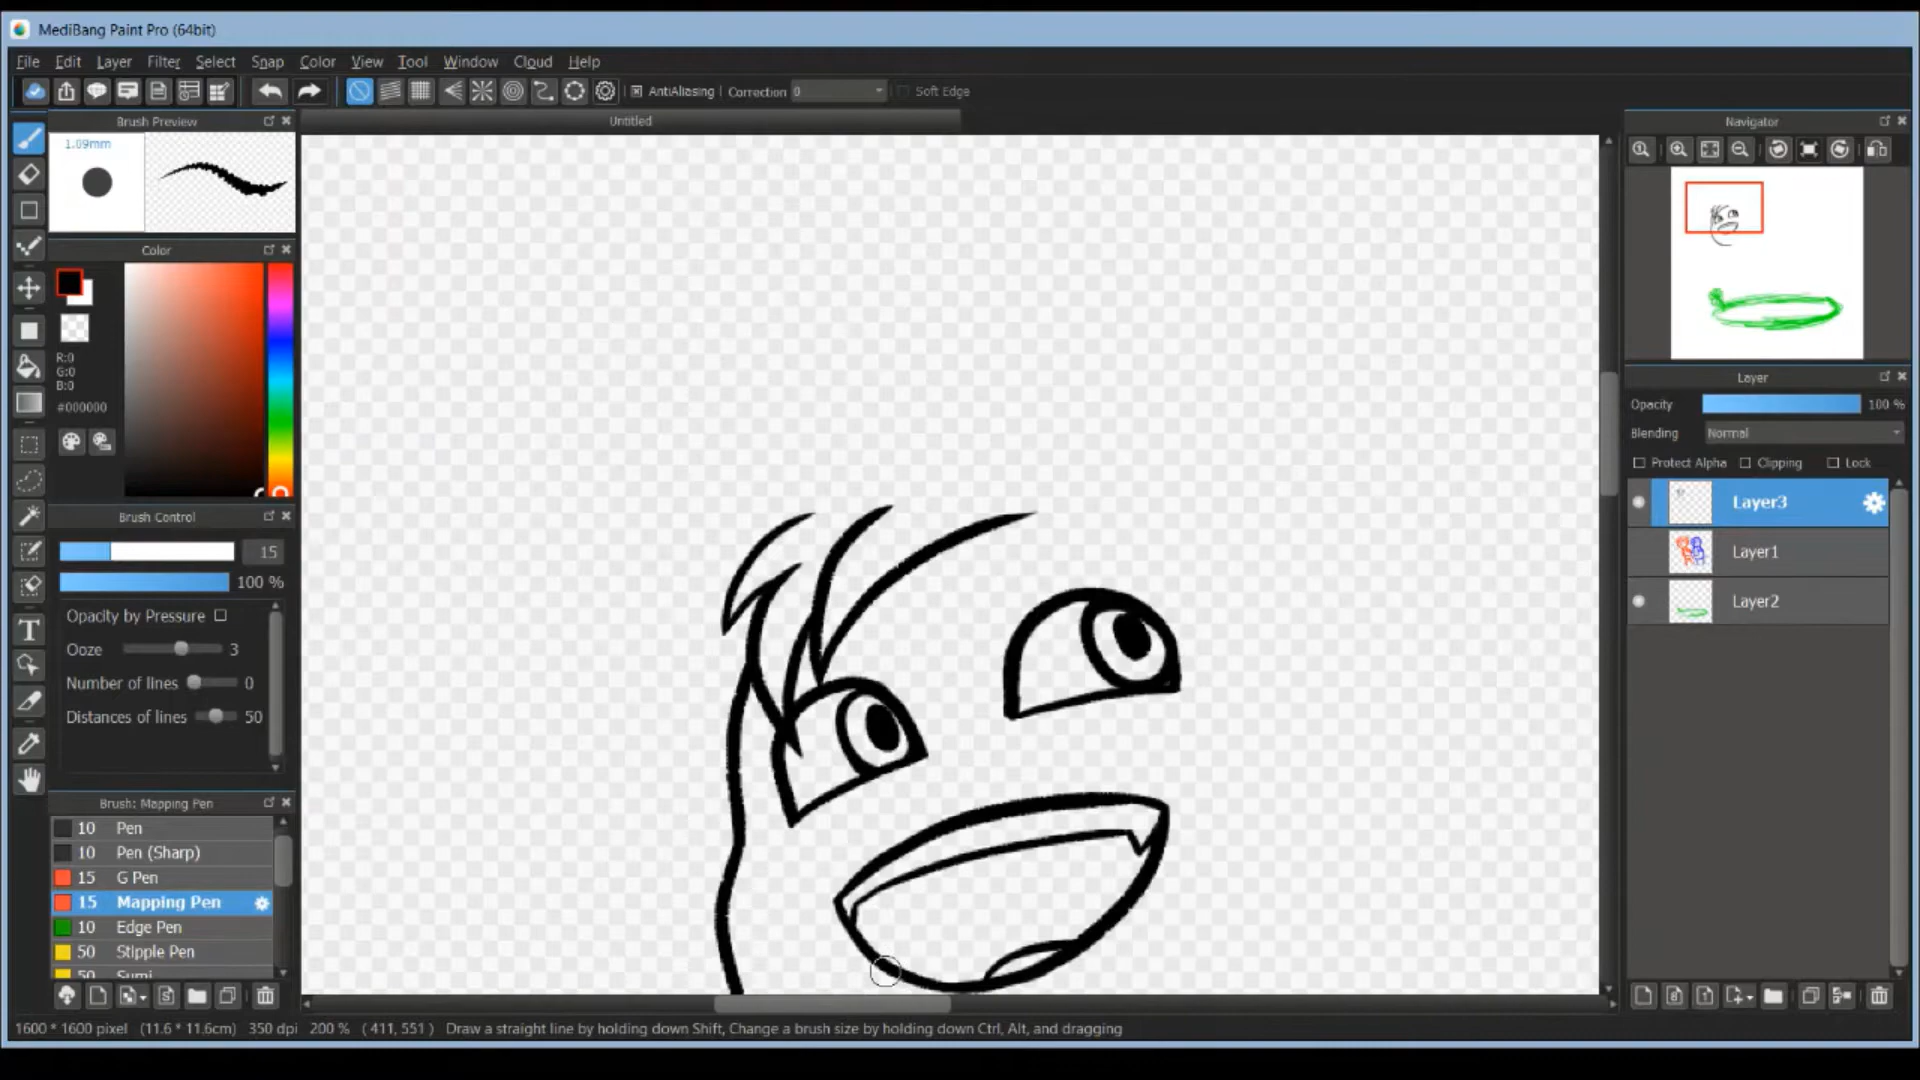 MediBang Paint Pro (64bit)
File Edit Layer Filter Select Snap Color View Tool Window Cloud Help
AntiAliasing Correction 0 Soft Edge
Brush Preview
Untitled
Navigator
1.09mm
Color
R:0
G:0
B:0
#000000
Layer
Opacity 100 %
Blending Normal
Protect Alpha Clipping Lock
Layer3
Layer1
Layer2
Brush Control
15
100 %
Opacity by Pressure
Ooze 3
Number of lines 0
Distances of lines 50
Brush: Mapping Pen
10 Pen
10 Pen (Sharp)
15 G Pen
15 Mapping Pen
10 Edge Pen
50 Stipple Pen
50 Sumi
1600 * 1600 pixel (11.6 * 11.6cm) 350 dpi 200 % ( 411, 551 ) Draw a straight line by holding down Shift, Change a brush size by holding down Ctrl, Alt, and dragging